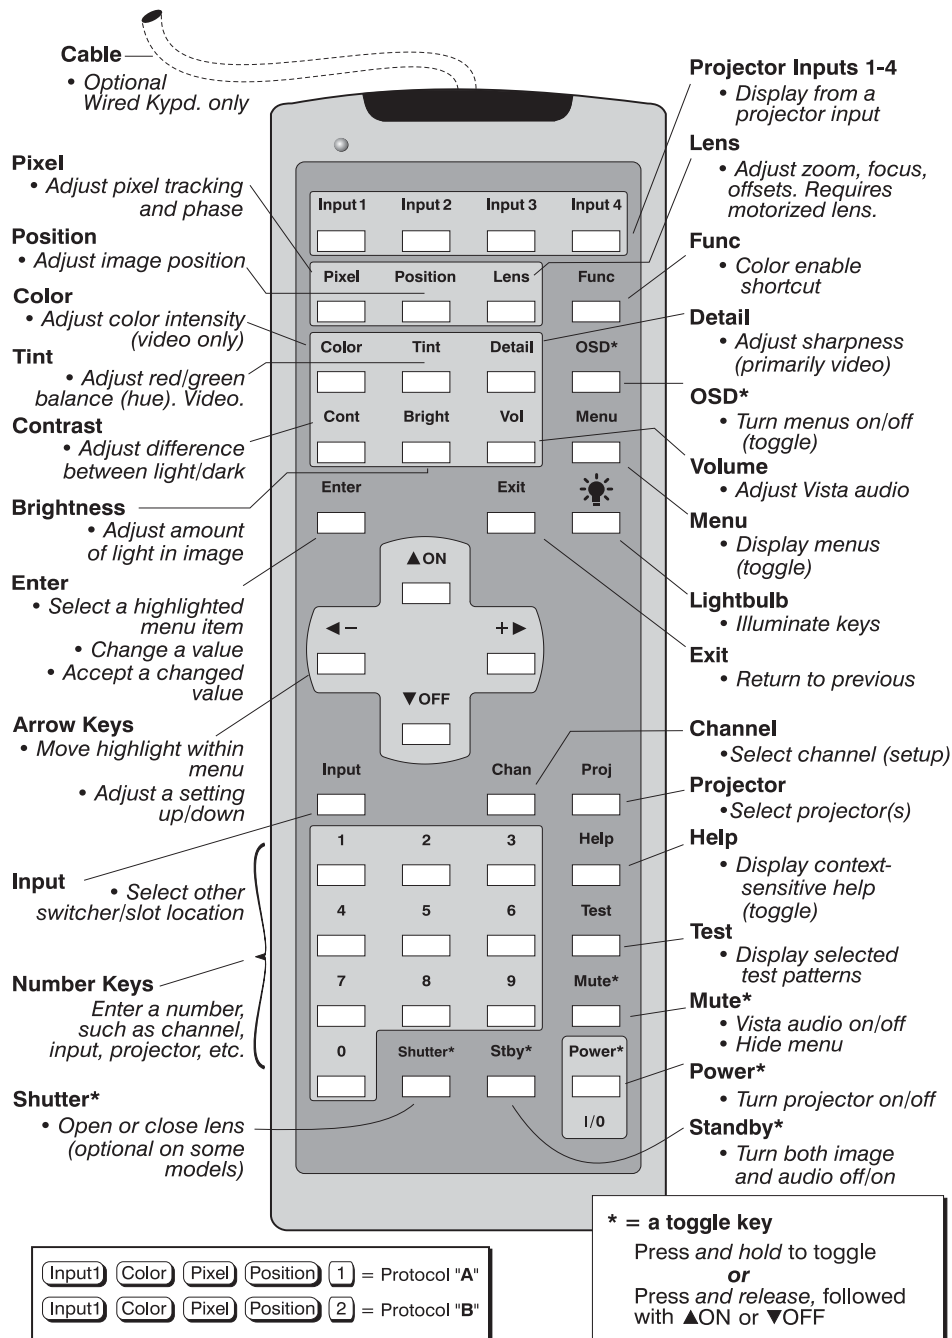 Cable
• Optional
Wired Kypd. only
Pixel
• Adjust pixel tracking
and phase
Position
• Adjust image position
Color
• Adjust color intensity
(video only)
Tint
• Adjust red/green
balance (hue). Video.
Contrast
• Adjust difference
between light/dark
Brightness
• Adjust amount
of light in image
Enter
• Select a highlighted
menu item
• Change a value
• Accept a changed
value
Arrow Keys
• Move highlight within
menu
• Adjust a setting
up/down
Input
• Select other
switcher/slot location
Number Keys
Enter a number,
such as channel,
input, projector, etc.
Shutter*
• Open or close lens
(optional on some
models)
Input 1 Input 2 Input 3 Input 4
Pixel Position Lens Func
Color Tint Detail OSD*
Cont Bright Vol Menu
Enter Exit
▲ON
◄– +►
▼OFF
Input Chan Proj
1 2 3 Help
4 5 6 Test
7 8 9 Mute*
0 Shutter* Stby* Power*
I/0
Projector Inputs 1-4
• Display from a
projector input
Lens
• Adjust zoom, focus,
offsets. Requires
motorized lens.
Func
• Color enable
shortcut
Detail
• Adjust sharpness
(primarily video)
OSD*
• Turn menus on/off
(toggle)
Volume
• Adjust Vista audio
Menu
• Display menus
(toggle)
Lightbulb
• Illuminate keys
Exit
• Return to previous
Channel
•Select channel (setup)
Projector
•Select projector(s)
Help
• Display context-
sensitive help
(toggle)
Test
• Display selected
test patterns
Mute*
• Vista audio on/off
• Hide menu
Power*
• Turn projector on/off
Standby*
• Turn both image
and audio off/on
Input1 Color Pixel Position 1 = Protocol "A"
Input1 Color Pixel Position 2 = Protocol "B"
* = a toggle key
Press and hold to toggle
or
Press and release, followed
with ▲ON or ▼OFF